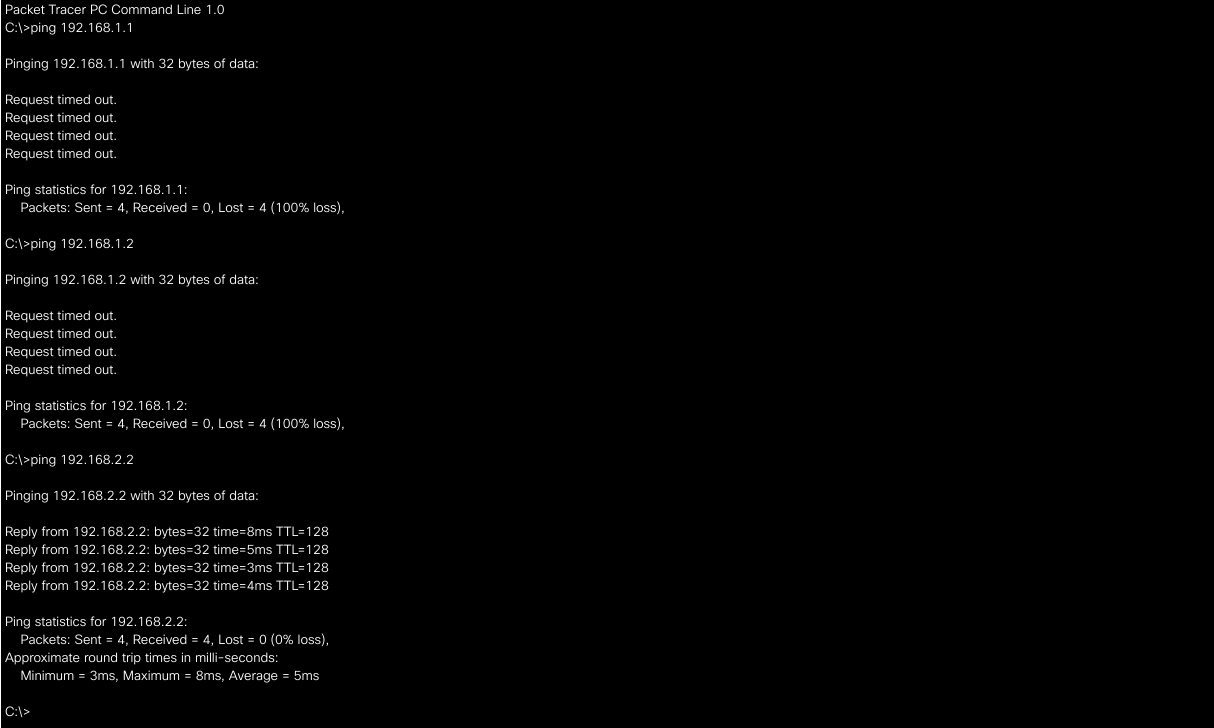 Packet Tracer PC Command Line 1.0
C:\>ping 192.168.1.1
Pinging 192.168.1.1 with 32 bytes of data:
Request timed out.
Request timed out.
Request timed out.
Request timed out.
Ping statistics for 192.168.1.1:
Packets: Sent = 4, Received = 0, Lost = 4 (100% loss),
C:\>ping 192.168.1.2
Pinging 192.168.1.2 with 32 bytes of data:
Request timed out.
Request timed out.
Request timed out.
Request timed out.
Ping statistics for 192.168.1.2:
Packets: Sent = 4, Received = 0, Lost = 4 (100% loss),
C:\>ping 192.168.2.2
Pinging 192.168.2.2 with 32 bytes of data:
Reply from 192.168.2.2: bytes=32 time=8ms TTL=128
Reply from 192.168.2.2: bytes=32 time=5ms TTL=128
Reply from 192.168.2.2: bytes=32 time=3ms TTL=128
Reply from 192.168.2.2: bytes=32 time=4ms TTL=128
Ping statistics for 192.168.2.2:
Packets: Sent = 4, Received = 4, Lost = 0 (0% loss),
Approximate round trip times in milli-seconds:
Minimum = 3ms, Maximum = 8ms, Average = 5ms
C:\>